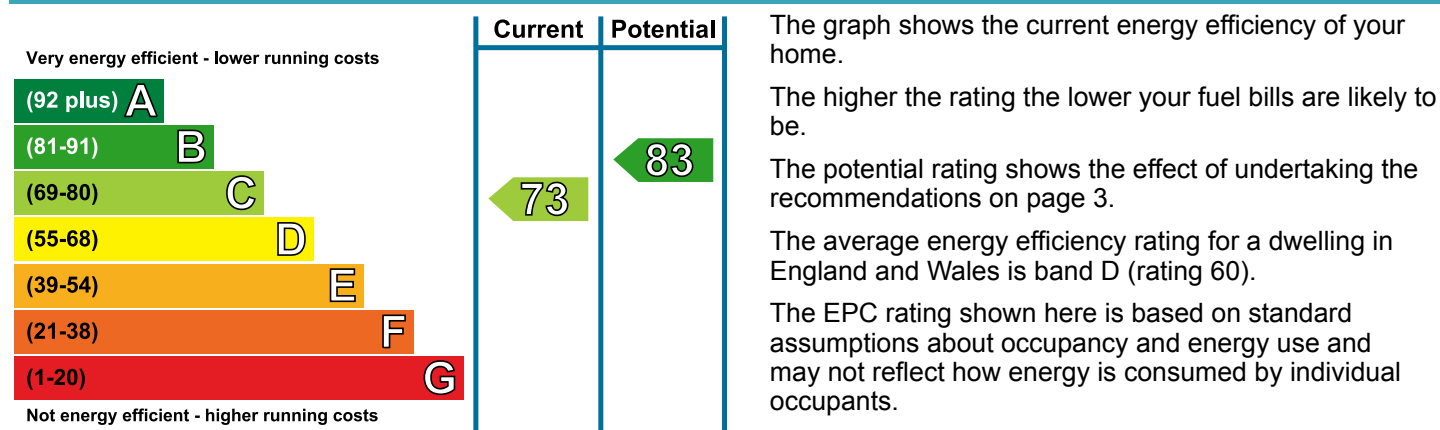 Current
Potential
Very energy efficient - lower running costs
(92 plus) A
(81-91) B
(69-80) C
(55-68) D
(39-54) E
(21-38) F
(1-20) G
Not energy efficient - higher running costs
73
83
The graph shows the current energy efficiency of your
home.
The higher the rating the lower your fuel bills are likely to
be.
The potential rating shows the effect of undertaking the
recommendations on page 3.
The average energy efficiency rating for a dwelling in
England and Wales is band D (rating 60).
The EPC rating shown here is based on standard
assumptions about occupancy and energy use and
may not reflect how energy is consumed by individual
occupants.